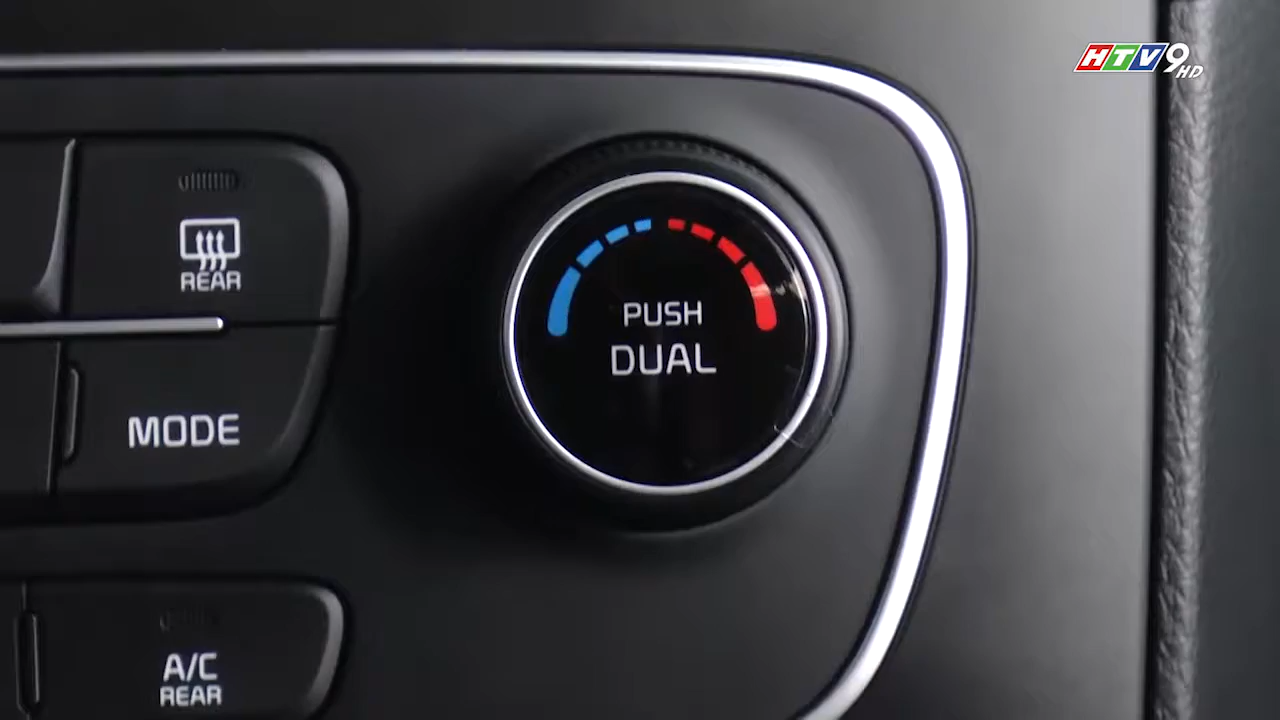 HTV9
HD
REAR
PUSH
DUAL
MODE
A/C
REAR